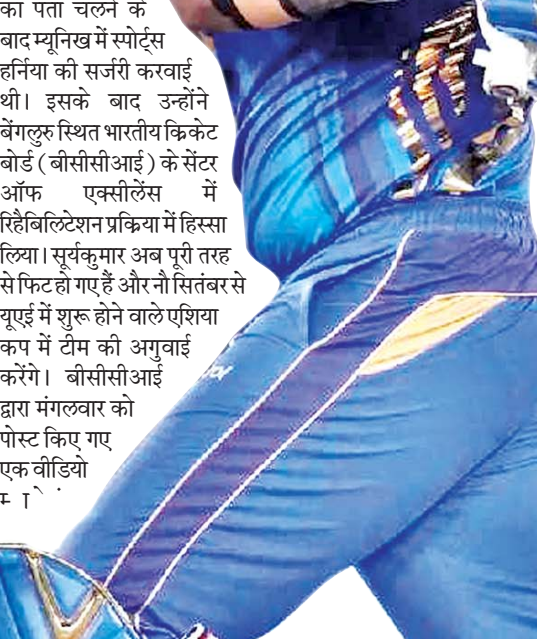 का पता चलने के
बाद म्यूनिख में स्पोर्ट्स
हर्निया की सर्जरी करवाई
थी। इसके बाद उन्होंने
बेंगलुरु स्थित भारतीय क्रिकेट
बोर्ड ( बीसीसीआई ) के सेंटर
ऑफ एक्सीलेंस में
रिहैबिलिटेशन प्रक्रिया में हिस्सा
लिया। सूर्यकुमार अब पूरी तरह
से फिट हो गए हैं और नौ सितंबर से
यूएई में शुरू होने वाले एशिया
कप में टीम की अगुवाई
करेंगे। बीसीसीआई
द्वारा मंगलवार को
पोस्ट किए गए
एक वीडियो